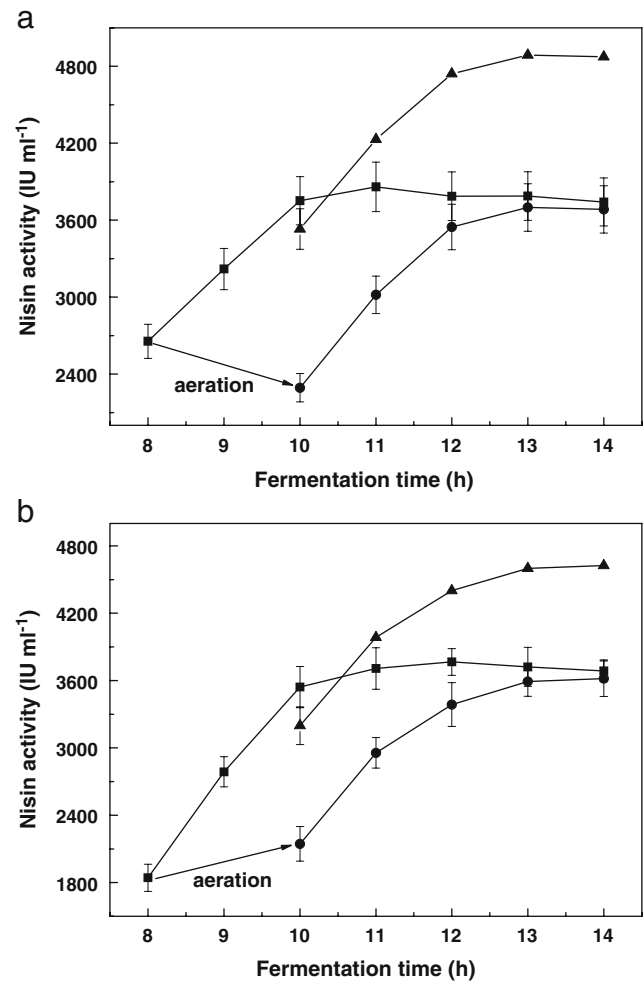 a
4800
4200
3600
3000
2400
Nisin activity (IU ml-1)
aeration
8 9 10 11 12 13 14
Fermentation time (h)
b
4800
4200
3600
3000
2400
1800
Nisin activity (IU ml-1)
aeration
8 9 10 11 12 13 14
Fermentation time (h)